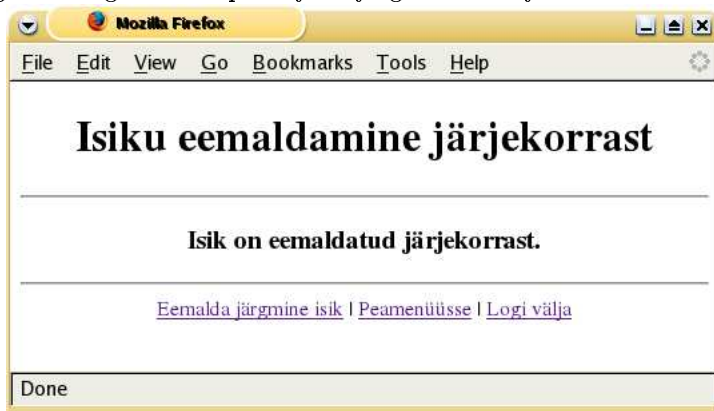 Mozilla Firefox
File Edit View Go Bookmarks Tools Help
Isiku eemaldamine järjekorrast
Isik on eemaldatud järjekorrast.
Eemalda järgmine isik | Peamenüüsse | Logi välja
Done